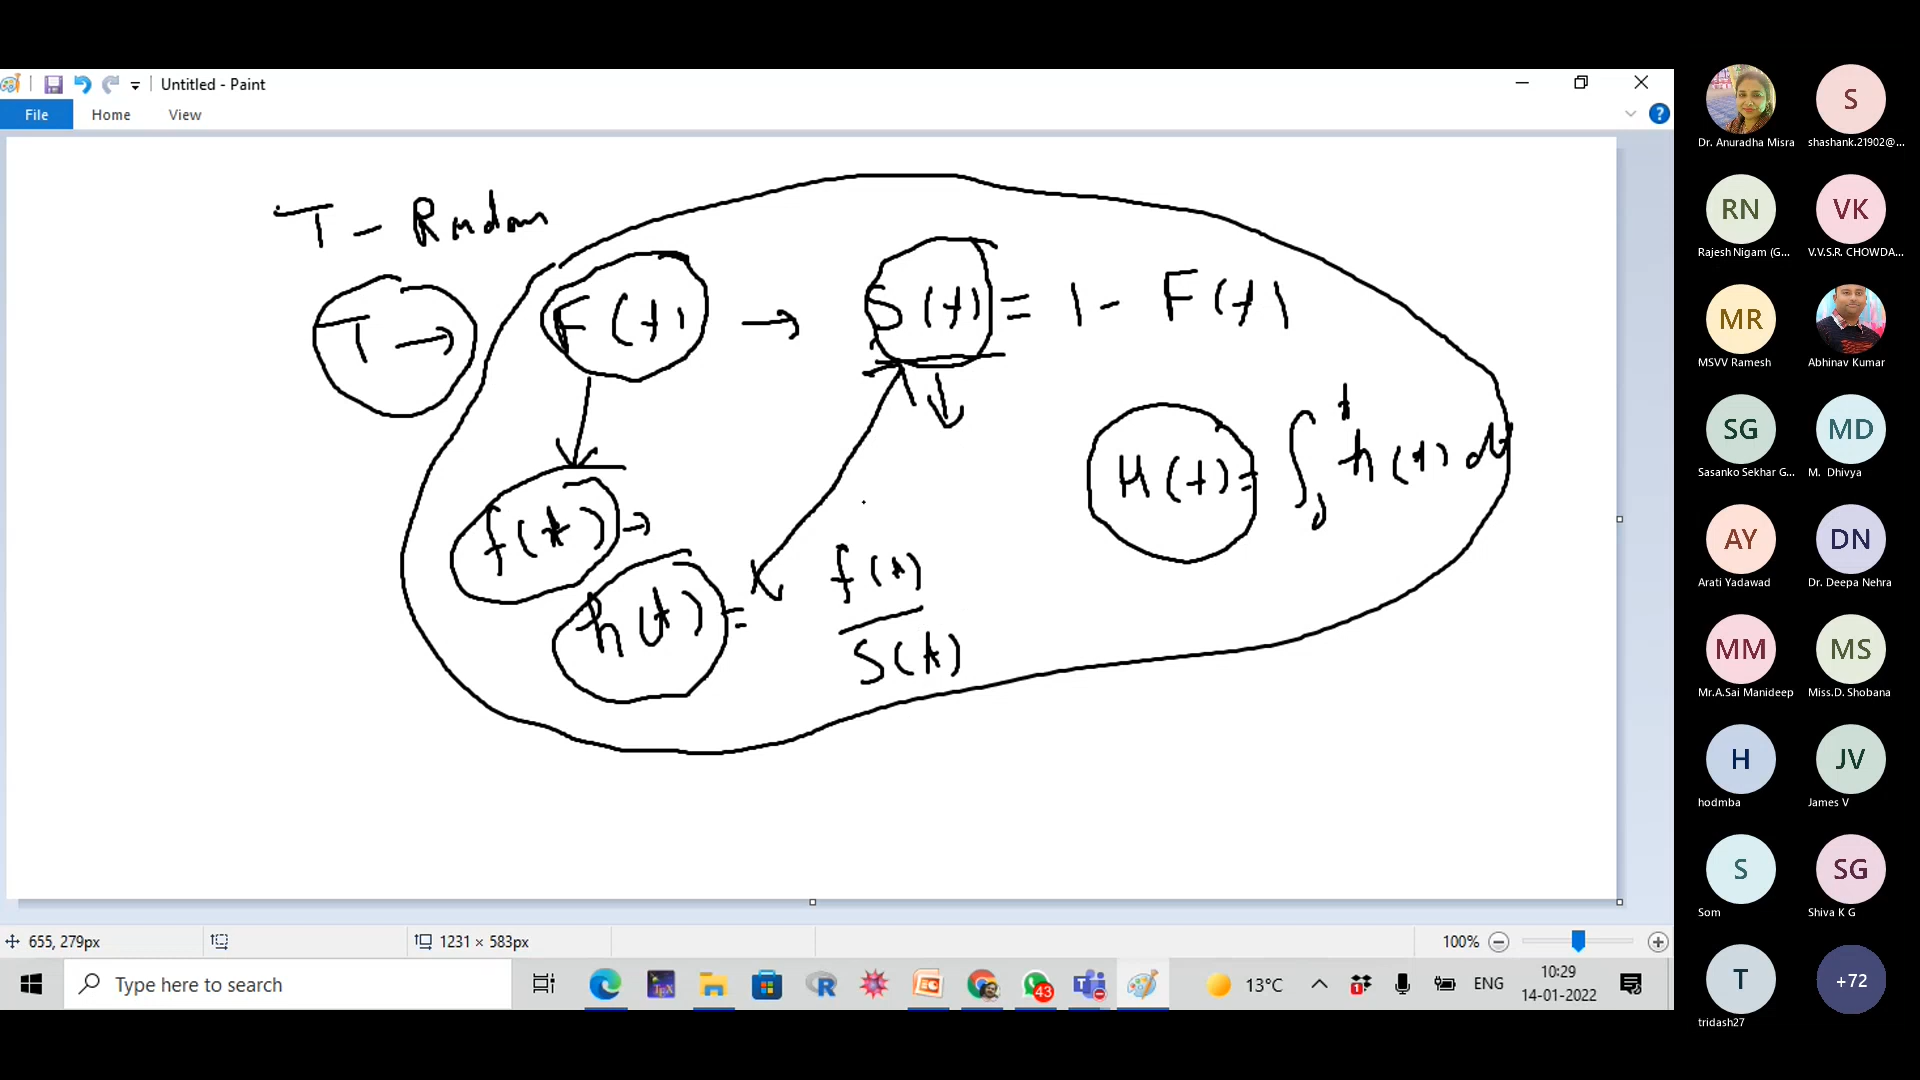 Untitled - Paint
File Home View
T - Random
T → F(t) → S(t) = 1 - F(t)
H(t) = ∫₀ᵗ h(t) dt
f(t) →
h(t) = f(t) / S(t)
655, 279px
1231 × 583px
100%
Type here to search
43
1
13°C
ENG
10:29
14-01-2022
Dr. Anuradha Misra
S
shashank.21902@...
RN
Rajesh Nigam (G...
VK
V.V.S.R. CHOWDA...
MR
MSVV Ramesh
Abhinav Kumar
SG
Sasanko Sekhar G...
MD
M. Dhivya
AY
Arati Yadawad
DN
Dr. Deepa Nehra
MM
Mr.A.Sai Manideep
MS
Miss.D. Shobana
H
hodmba
JV
James V
S
Som
SG
Shiva K G
T
tridash27
+72